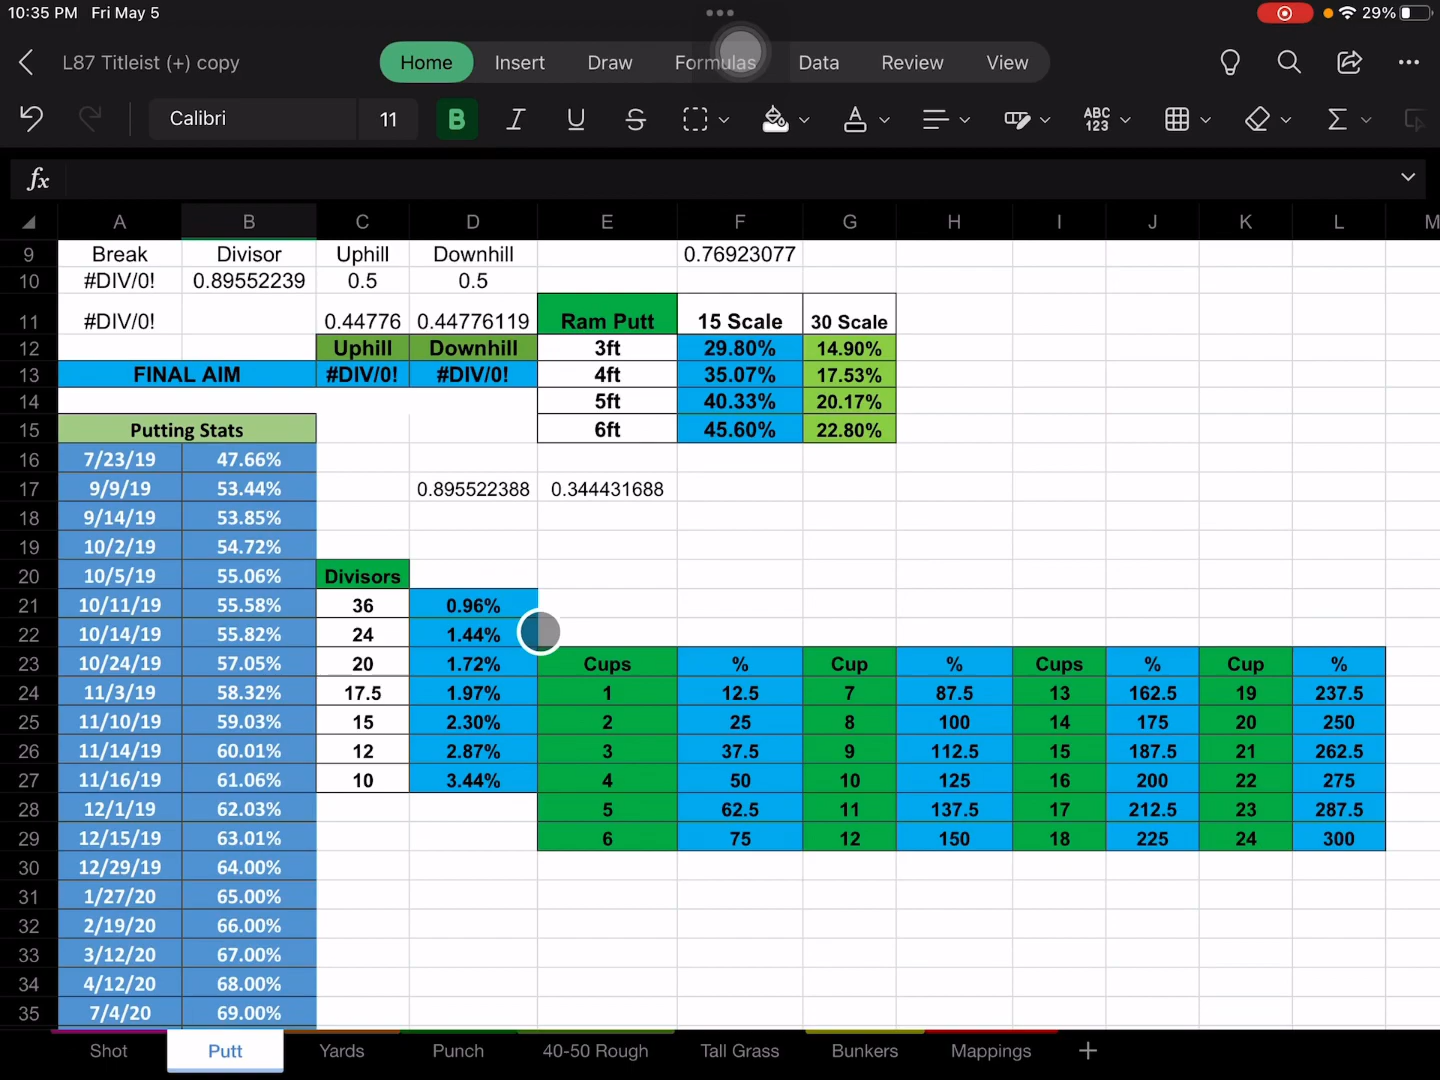 10:35 PM Fri May 5
29%
L87 Titleist (+) copy
Home Insert Draw Formulas Data Review View
Calibri 11 B I U S A ABC 123 Σ
fx
A B C D E F G H I J K L M
9 Break Divisor Uphill Downhill 0.76923077
10 #DIV/0! 0.89552239 0.5 0.5
11 #DIV/0! 0.44776 0.44776119 Ram Putt 15 Scale 30 Scale
12 Uphill Downhill 3ft 29.80% 14.90%
13 FINAL AIM #DIV/0! #DIV/0! 4ft 35.07% 17.53%
14 5ft 40.33% 20.17%
15 Putting Stats 6ft 45.60% 22.80%
16 7/23/19 47.66%
17 9/9/19 53.44% 0.895522388 0.344431688
18 9/14/19 53.85%
19 10/2/19 54.72%
20 10/5/19 55.06% Divisors
21 10/11/19 55.58% 36 0.96%
22 10/14/19 55.82% 24 1.44%
23 10/24/19 57.05% 20 1.72% Cups % Cup % Cups % Cup %
24 11/3/19 58.32% 17.5 1.97% 1 12.5 7 87.5 13 162.5 19 237.5
25 11/10/19 59.03% 15 2.30% 2 25 8 100 14 175 20 250
26 11/14/19 60.01% 12 2.87% 3 37.5 9 112.5 15 187.5 21 262.5
27 11/16/19 61.06% 10 3.44% 4 50 10 125 16 200 22 275
28 12/1/19 62.03% 5 62.5 11 137.5 17 212.5 23 287.5
29 12/15/19 63.01% 6 75 12 150 18 225 24 300
30 12/29/19 64.00%
31 1/27/20 65.00%
32 2/19/20 66.00%
33 3/12/20 67.00%
34 4/12/20 68.00%
35 7/4/20 69.00%
Shot Putt Yards Punch 40-50 Rough Tall Grass Bunkers Mappings +